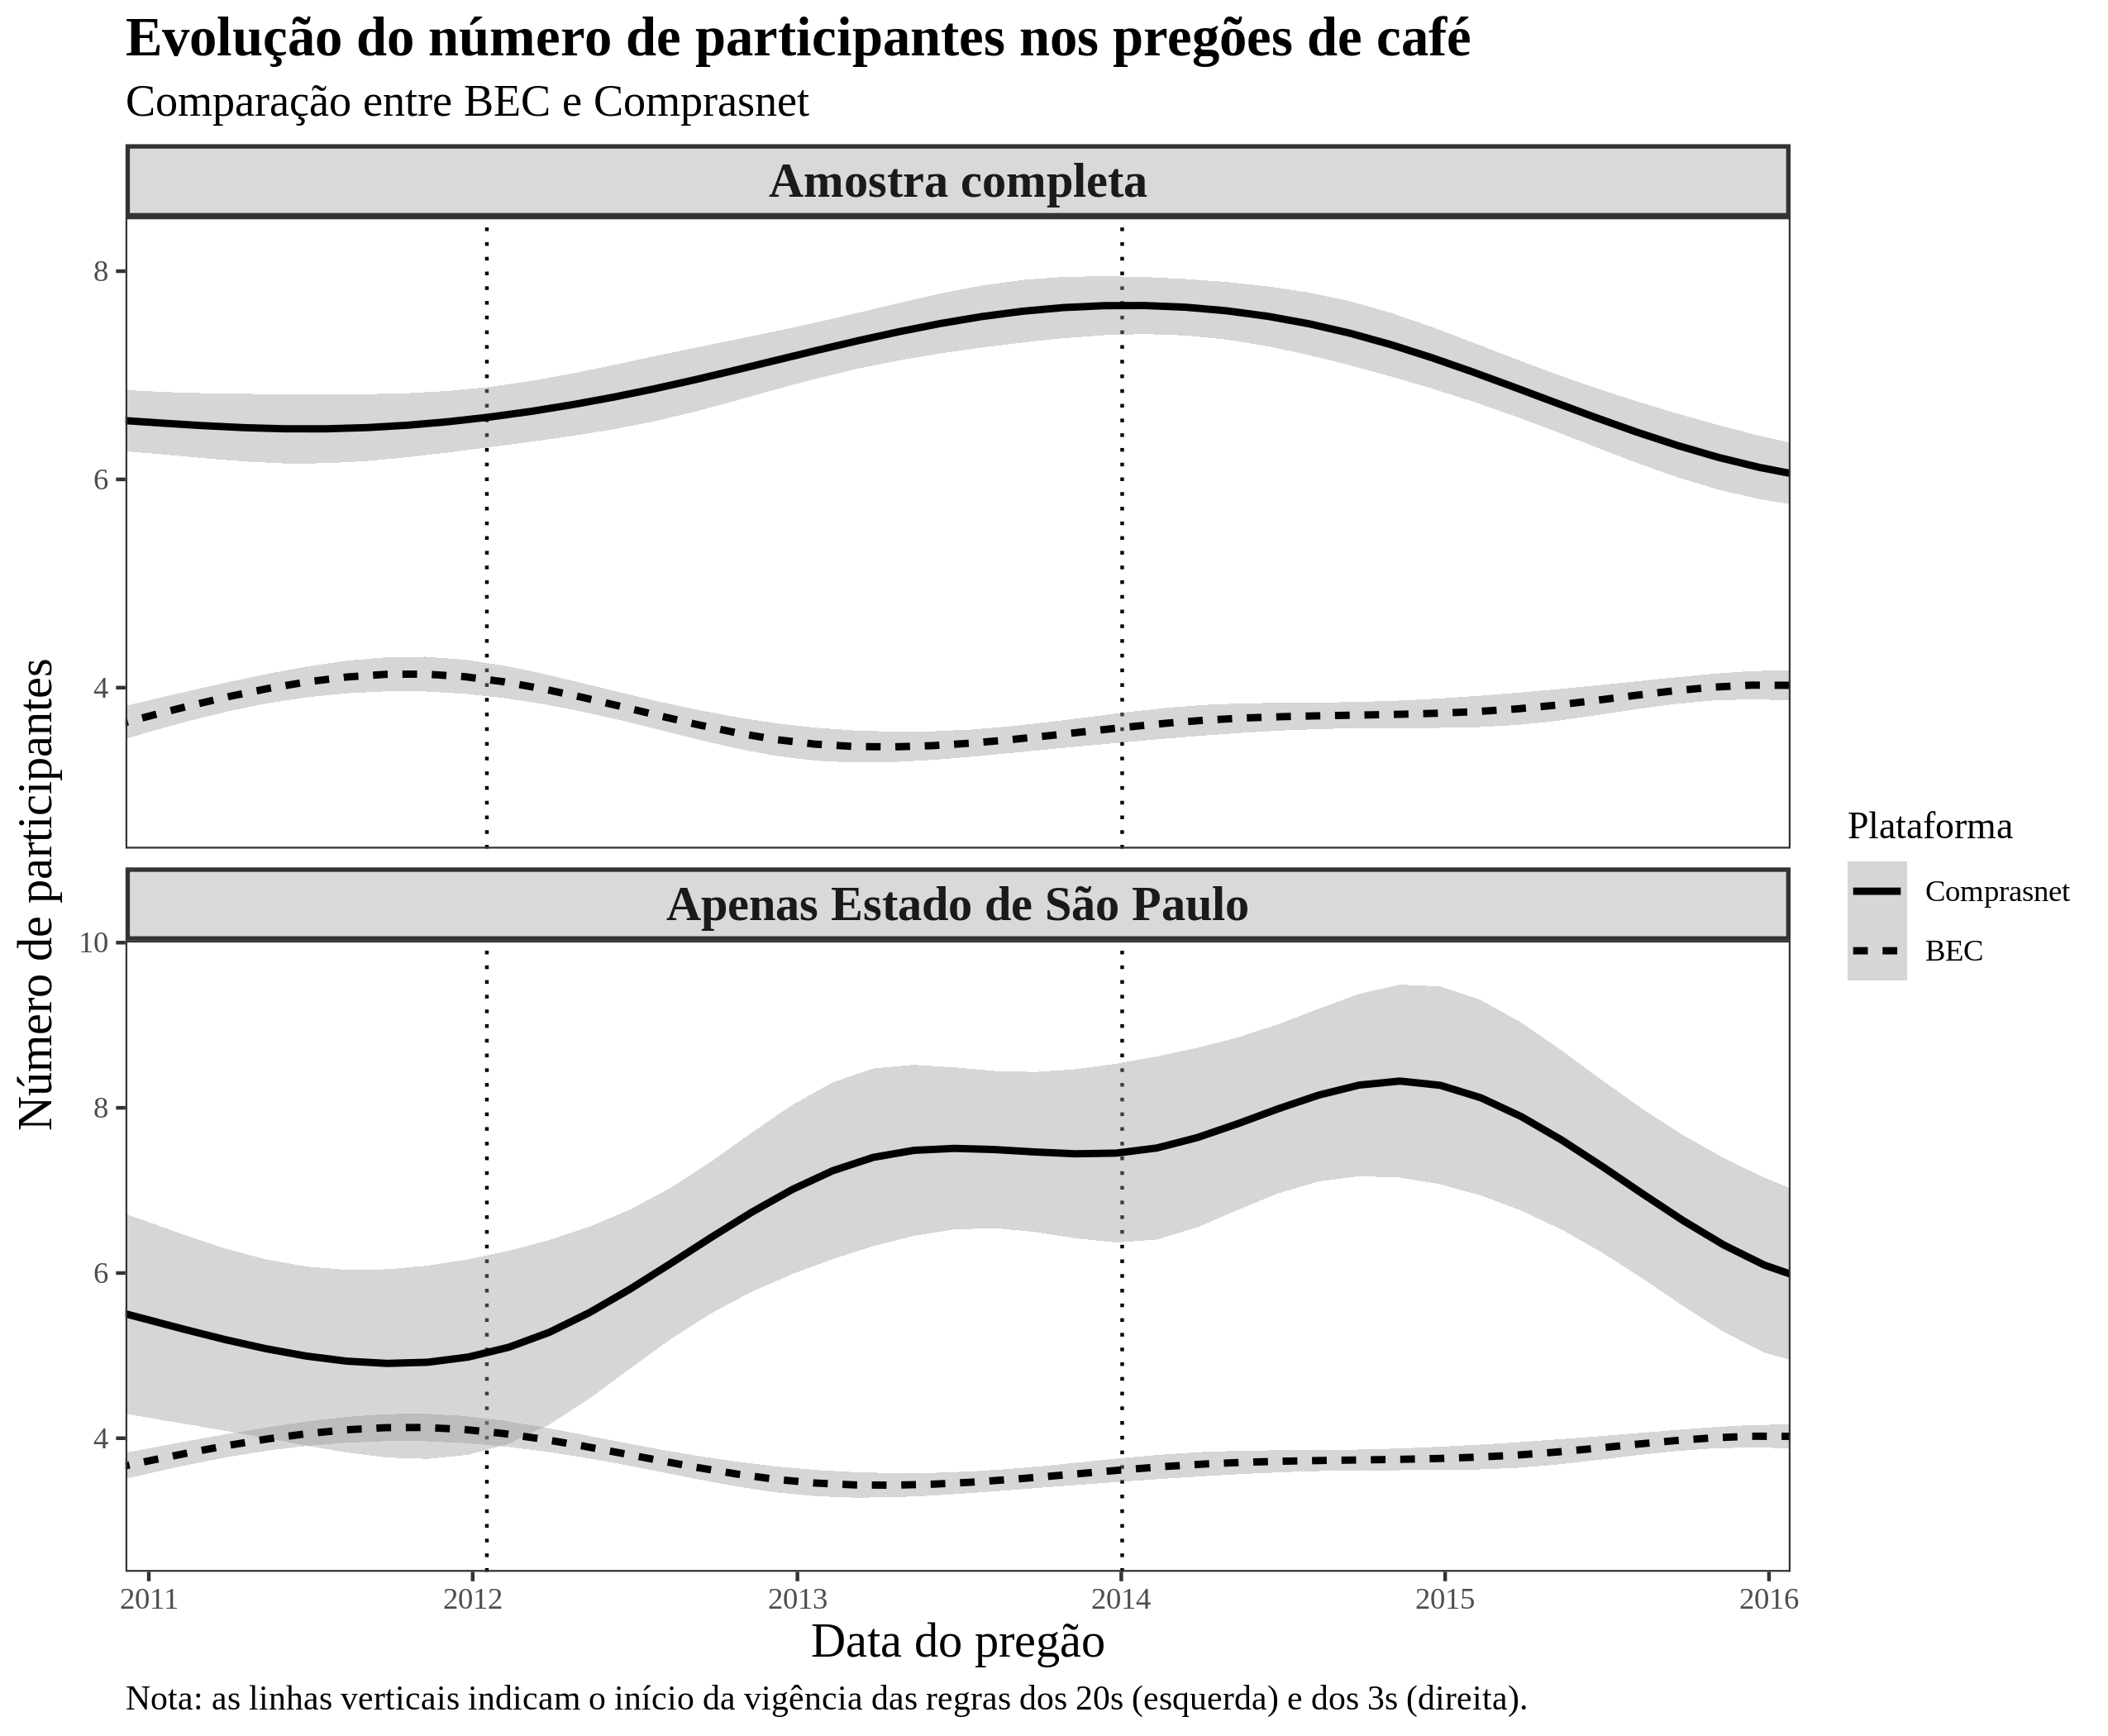 Evolução do número de participantes nos pregões de café
Comparação entre BEC e Comprasnet
Amostra completa
8
6
4
Número de participantes
Apenas Estado de São Paulo
10
8
6
4
2011 2012 2013 2014 2015 2016
Data do pregão
Plataforma
Comprasnet
BEC
Nota: as linhas verticais indicam o início da vigência das regras dos 20s (esquerda) e dos 3s (direita).